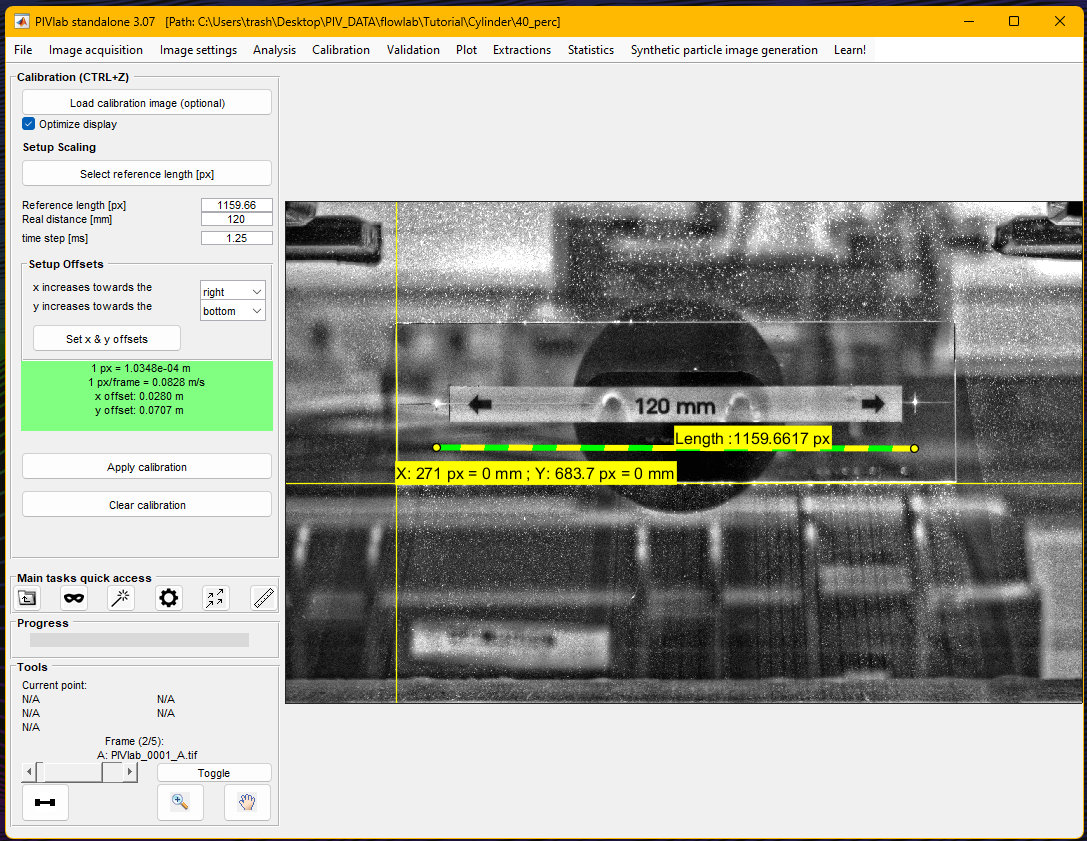 PIVlab standalone 3.07   [Path: C:\Users\trash\Desktop\PIV_DATA\flowlab\Tutorial\Cylinder\40_perc]
File Image acquisition Image settings Analysis Calibration Validation Plot Extractions Statistics Synthetic particle image generation Learn!
Calibration (CTRL+Z)
Load calibration image (optional)
Optimize display
Setup Scaling
Select reference length [px]
Reference length [px] 1159.66
Real distance [mm] 120
time step [ms] 1.25
Setup Offsets
x increases towards the right
y increases towards the bottom
Set x & y offsets
1 px = 1.0348e-04 m
1 px/frame = 0.0828 m/s
x offset: 0.0280 m
y offset: 0.0707 m
Apply calibration
Clear calibration
Main tasks quick access
Progress
Tools
Current point:
N/A N/A
N/A N/A
N/A
Frame (2/5):
A: PIVlab_0001_A.tif
Toggle
120 mm
Length :1159.6617 px
X: 271 px = 0 mm ; Y: 683.7 px = 0 mm